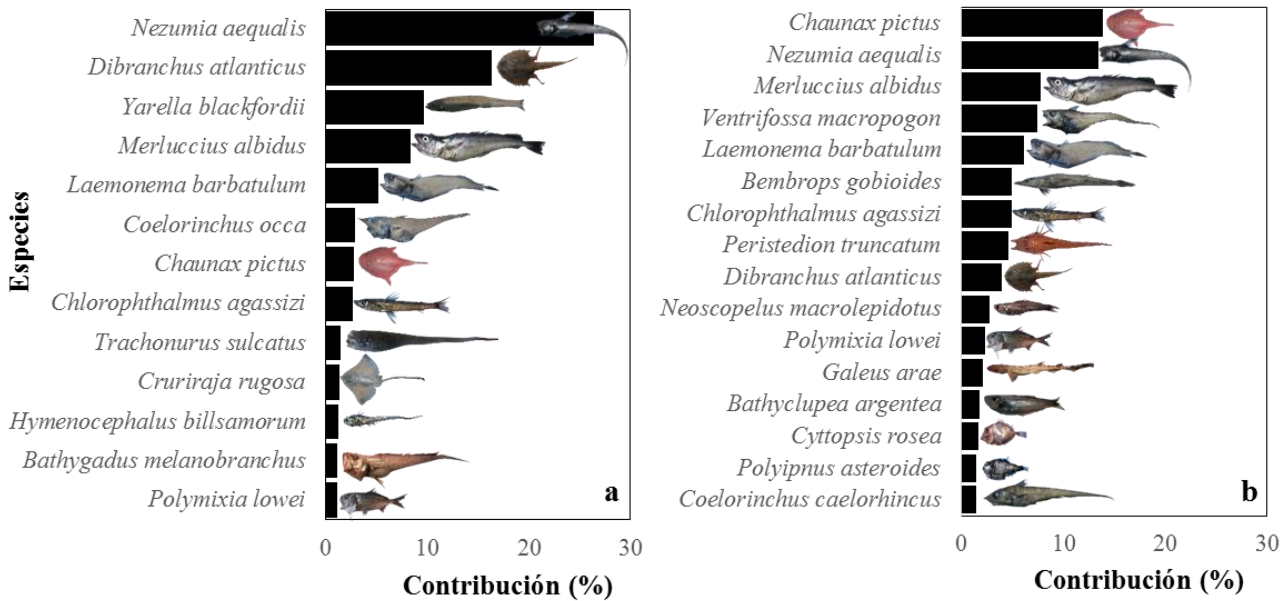 Especies
Nezumia aequalis
Dibranchus atlanticus
Yarella blackfordii
Merluccius albidus
Laemonema barbatulum
Coelorinchus occa
Chaunax pictus
Chlorophthalmus agassizi
Trachonurus sulcatus
Cruriraja rugosa
Hymenocephalus billsamorum
Bathygadus melanobranchus
Polymixia lowei
a
0 10 20 30
Contribución (%)
Chaunax pictus
Nezumia aequalis
Merluccius albidus
Ventrifossa macropogon
Laemonema barbatulum
Bembrops gobioides
Chlorophthalmus agassizi
Peristedion truncatum
Dibranchus atlanticus
Neoscopelus macrolepidotus
Polymixia lowei
Galeus arae
Bathyclupea argentea
Cyttopsis rosea
Polyipnus asteroides
Coelorinchus caelorhincus
b
0 10 20 30
Contribución (%)